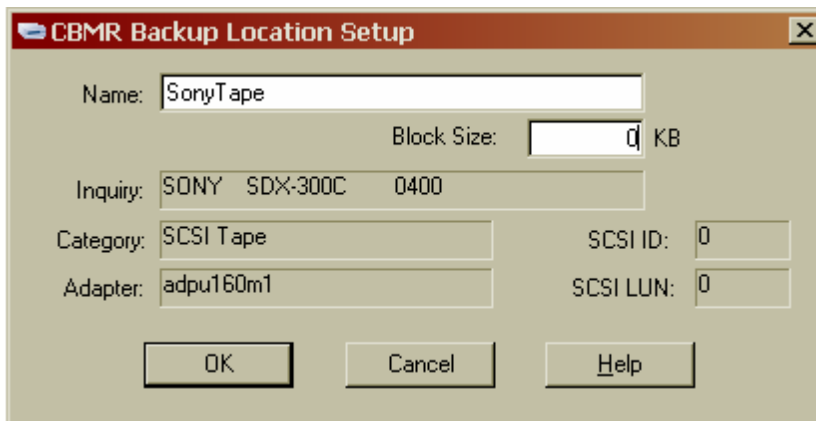 CBMR Backup Location Setup
Name: SonyTape
Block Size: 0 KB
Inquiry: SONY SDX-300C 0400
Category: SCSI Tape SCSI ID: 0
Adapter: adpu160m1 SCSI LUN: 0
OK Cancel Help